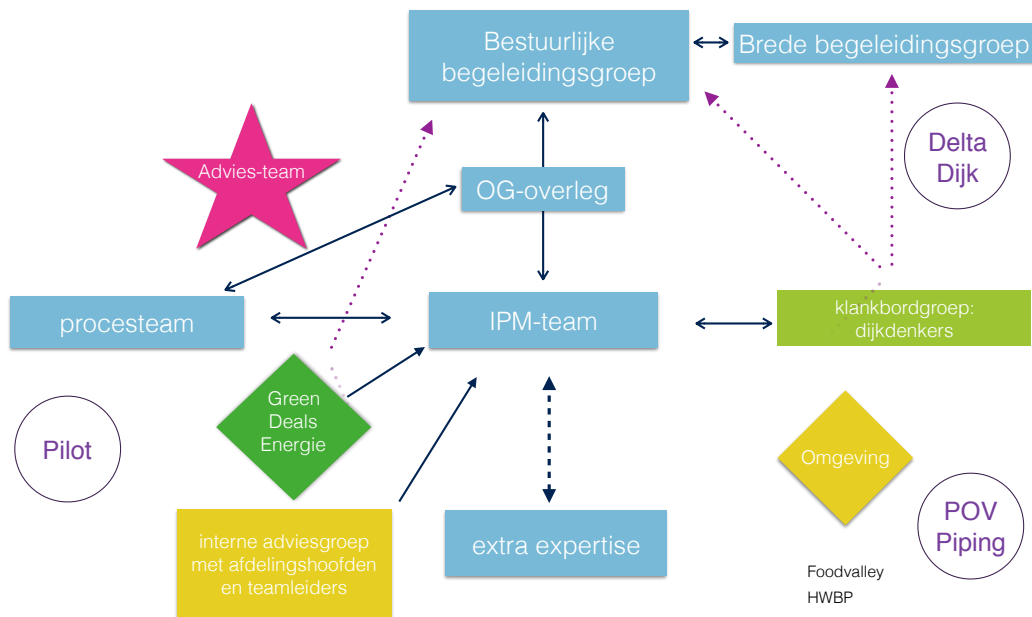 Bestuurlijke
begeleidingsgroep
Brede begeleidingsgroep
Delta
Dijk
Advies-team
OG-overleg
procesteam
IPM-team
klankbordgroep:
dijkdenkers
Green
Deals
Energie
Pilot
Omgeving
interne adviesgroep
met afdelingshoofden
en teamleiders
extra expertise
POV
Piping
Foodvalley
HWBP